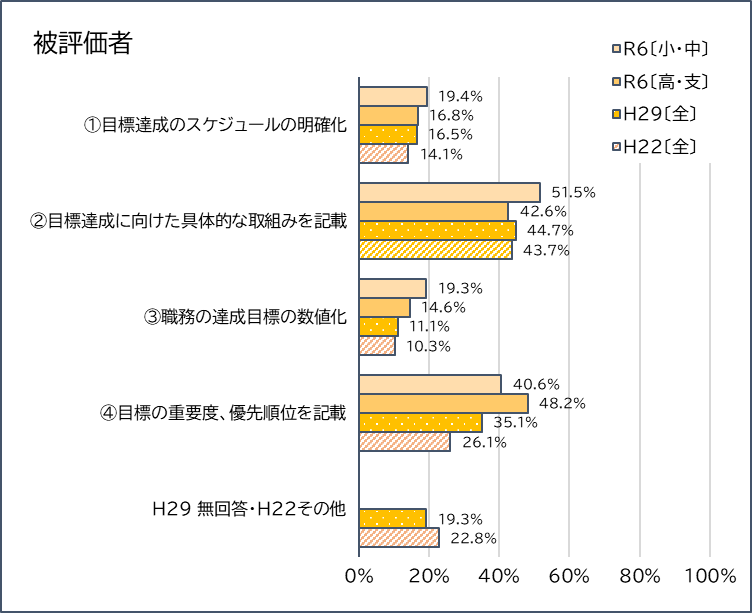 被評価者
R6〔小・中〕
R6〔高・支〕
H29〔全〕
H22〔全〕
①目標達成のスケジュールの明確化
19.4%
16.8%
16.5%
14.1%
②目標達成に向けた具体的な取組みを記載
51.5%
42.6%
44.7%
43.7%
③職務の達成目標の数値化
19.3%
14.6%
11.1%
10.3%
④目標の重要度、優先順位を記載
40.6%
48.2%
35.1%
26.1%
H29 無回答・H22その他
19.3%
22.8%
0% 20% 40% 60% 80% 100%